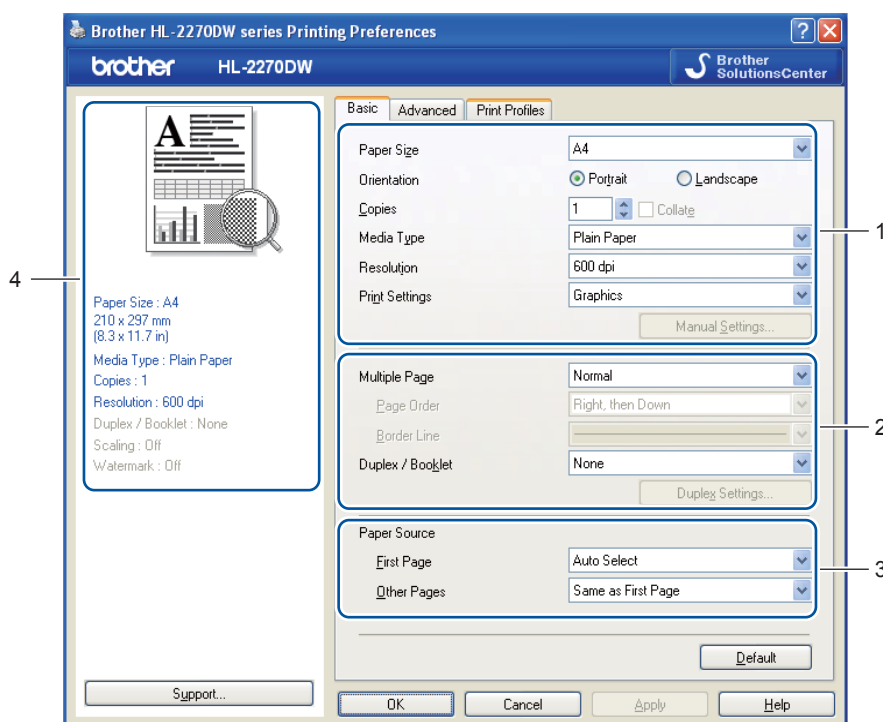 Brother HL-2270DW series Printing Preferences
brother HL-2270DW
Brother
SolutionsCenter
4
A
Paper Size : A4
210 x 297 mm
(8.3 x 11.7 in)
Media Type : Plain Paper
Copies : 1
Resolution : 600 dpi
Duplex / Booklet : None
Scaling : Off
Watermark : Off
Support...
Basic Advanced Print Profiles
Paper Size A4
Orientation Portrait Landscape
Copies 1 Collate
Media Type Plain Paper
Resolution 600 dpi
Print Settings Graphics
Manual Settings...
1
Multiple Page Normal
Page Order Right, then Down
Border Line
Duplex / Booklet None
Duplex Settings...
2
Paper Source
First Page Auto Select
Other Pages Same as First Page
3
Default
OK Cancel Apply Help